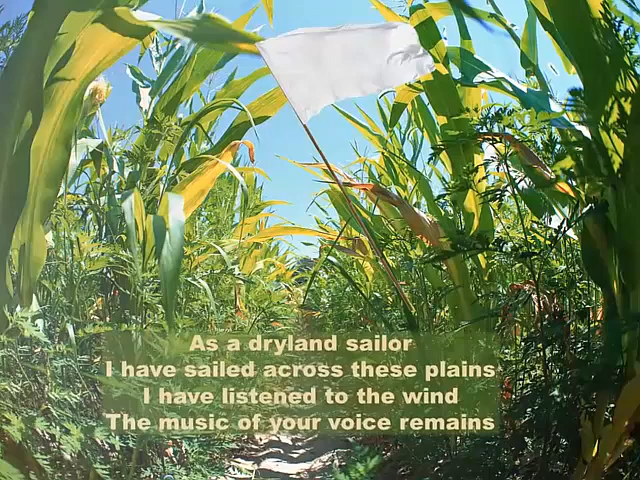 As a dryland sailor
I have sailed across these plains
I have listened to the wind
The music of your voice remains